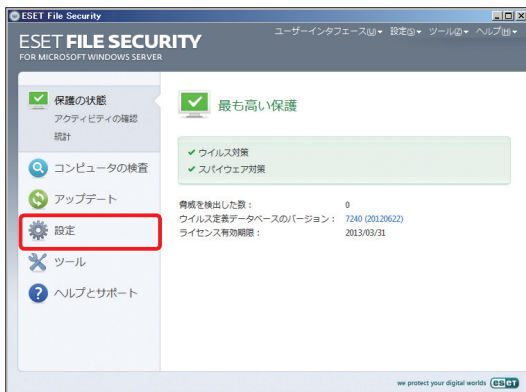 ESET File Security
ESET FILE SECURITY
FOR MICROSOFT WINDOWS SERVER
ユーザーインタフェース(U) 設定(S) ツール(Z) ヘルプ(H)
保護の状態
アクティビティの確認
統計
コンピュータの検査
アップデート
設定
ツール
ヘルプとサポート
最も高い保護
ウイルス対策
スパイウェア対策
脅威を検出した数： 0
ウイルス定義データベースのバージョン： 7240 (20120622)
ライセンス有効期限： 2013/03/31
we protect your digital worlds eset